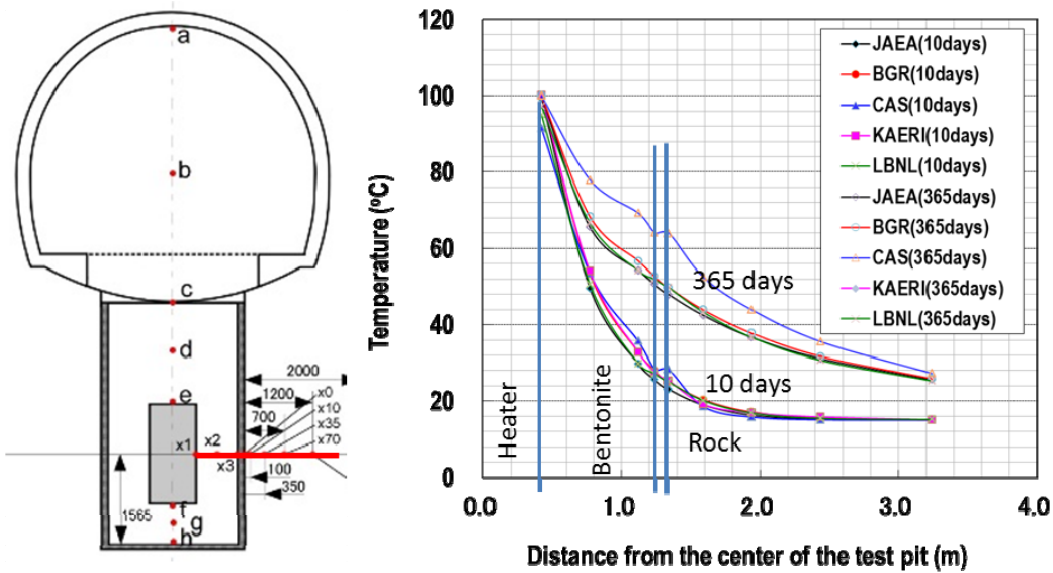 a
b
c
d
e
x1
x2
x3
f
g
h
1565
2000
1200
700
x0
x10
x35
x70
100
350
Temperature (ºC)
120
100
80
60
40
20
0
0.0
1.0
2.0
3.0
4.0
Distance from the center of the test pit (m)
Heater
Bentonite
Rock
365 days
10 days
JAEA(10days)
BGR(10days)
CAS(10days)
KAERI(10days)
LBNL(10days)
JAEA(365days)
BGR(365days)
CAS(365days)
KAERI(365days)
LBNL(365days)